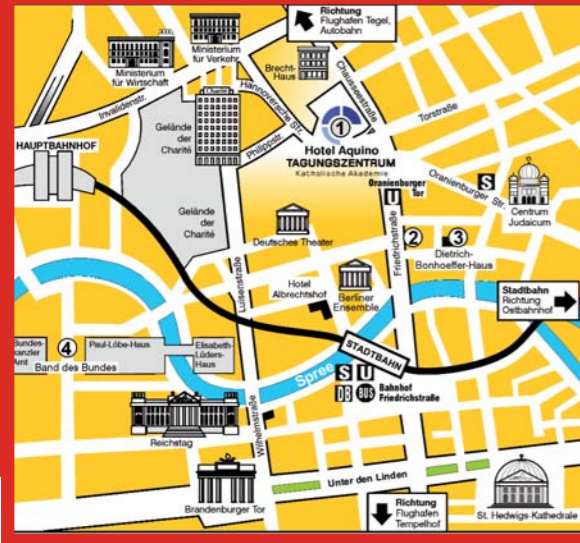 Richtung
Flughafen Tegel,
Autobahn
Ministerium
für Verkehr
Ministerium
für Wirtschaft
Brecht-
Haus
Chausseestraße
Invalidenstr.
Hannoversche Str.
Charité
Torstraße
1
Gelände
der
Charité
Philippstr.
Hotel Aquino
TAGUNGSZENTRUM
Katholische Akademie
HAUPTBAHNHOF
Oranienburger
Tor
U
Oranienburger Str.
S
Centrum
Judaicum
Gelände
der
Charité
Deutsches Theater
Friedrichstraße
2
3
Dietrich-
Bonhoeffer-Haus
Luisenstraße
Hotel
Albrechtshof
Berliner
Ensemble
Stadtbahn
Richtung
Ostbahnhof
Bundes-
kanzler
Amt
4
Paul-Löbe-Haus
Elisabeth-
Lüders-
Haus
Band des Bundes
STADTBAHN
Spree
S U
DB BUS
Bahnhof
Friedrichstraße
Reichstag
Wilhelmstraße
Unter den Linden
Brandenburger Tor
Richtung
Flughafen
Tempelhof
St. Hedwigs-Kathedrale